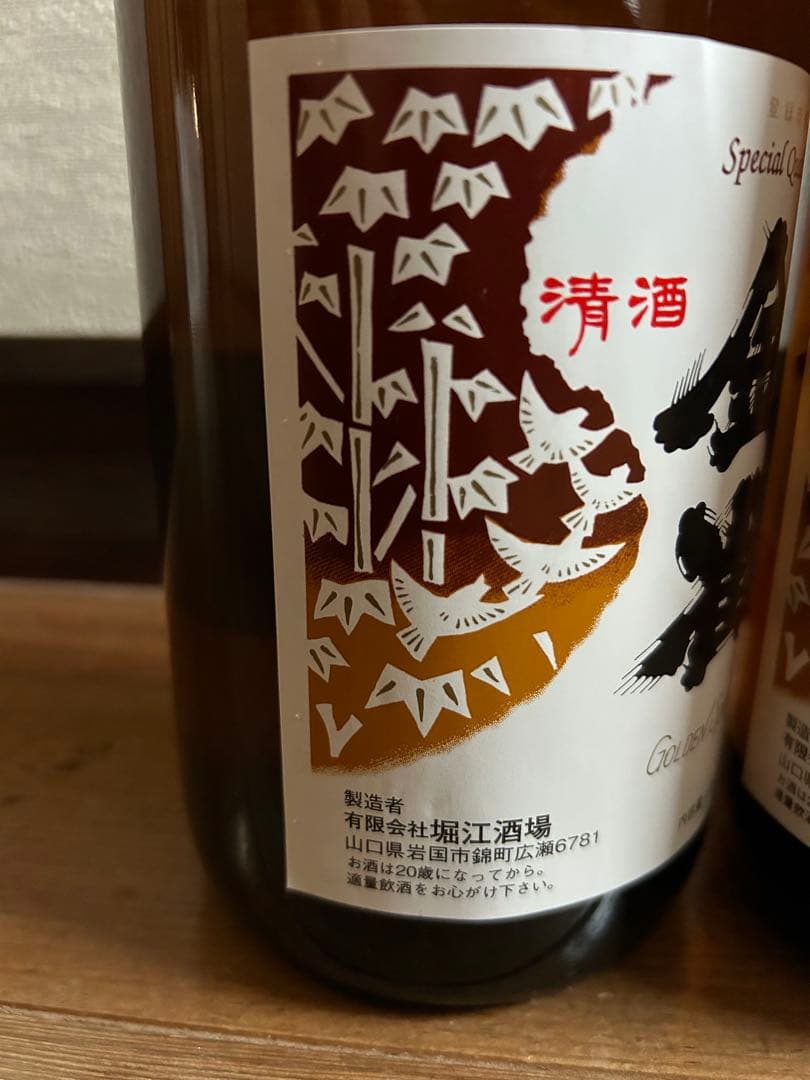 Special
清酒
金
GOLDEN
製造者
有限会社堀江酒場
山口県岩国市錦町広瀬6781
お酒は20歳になってから。
適量飲酒をお心がけ下さい。